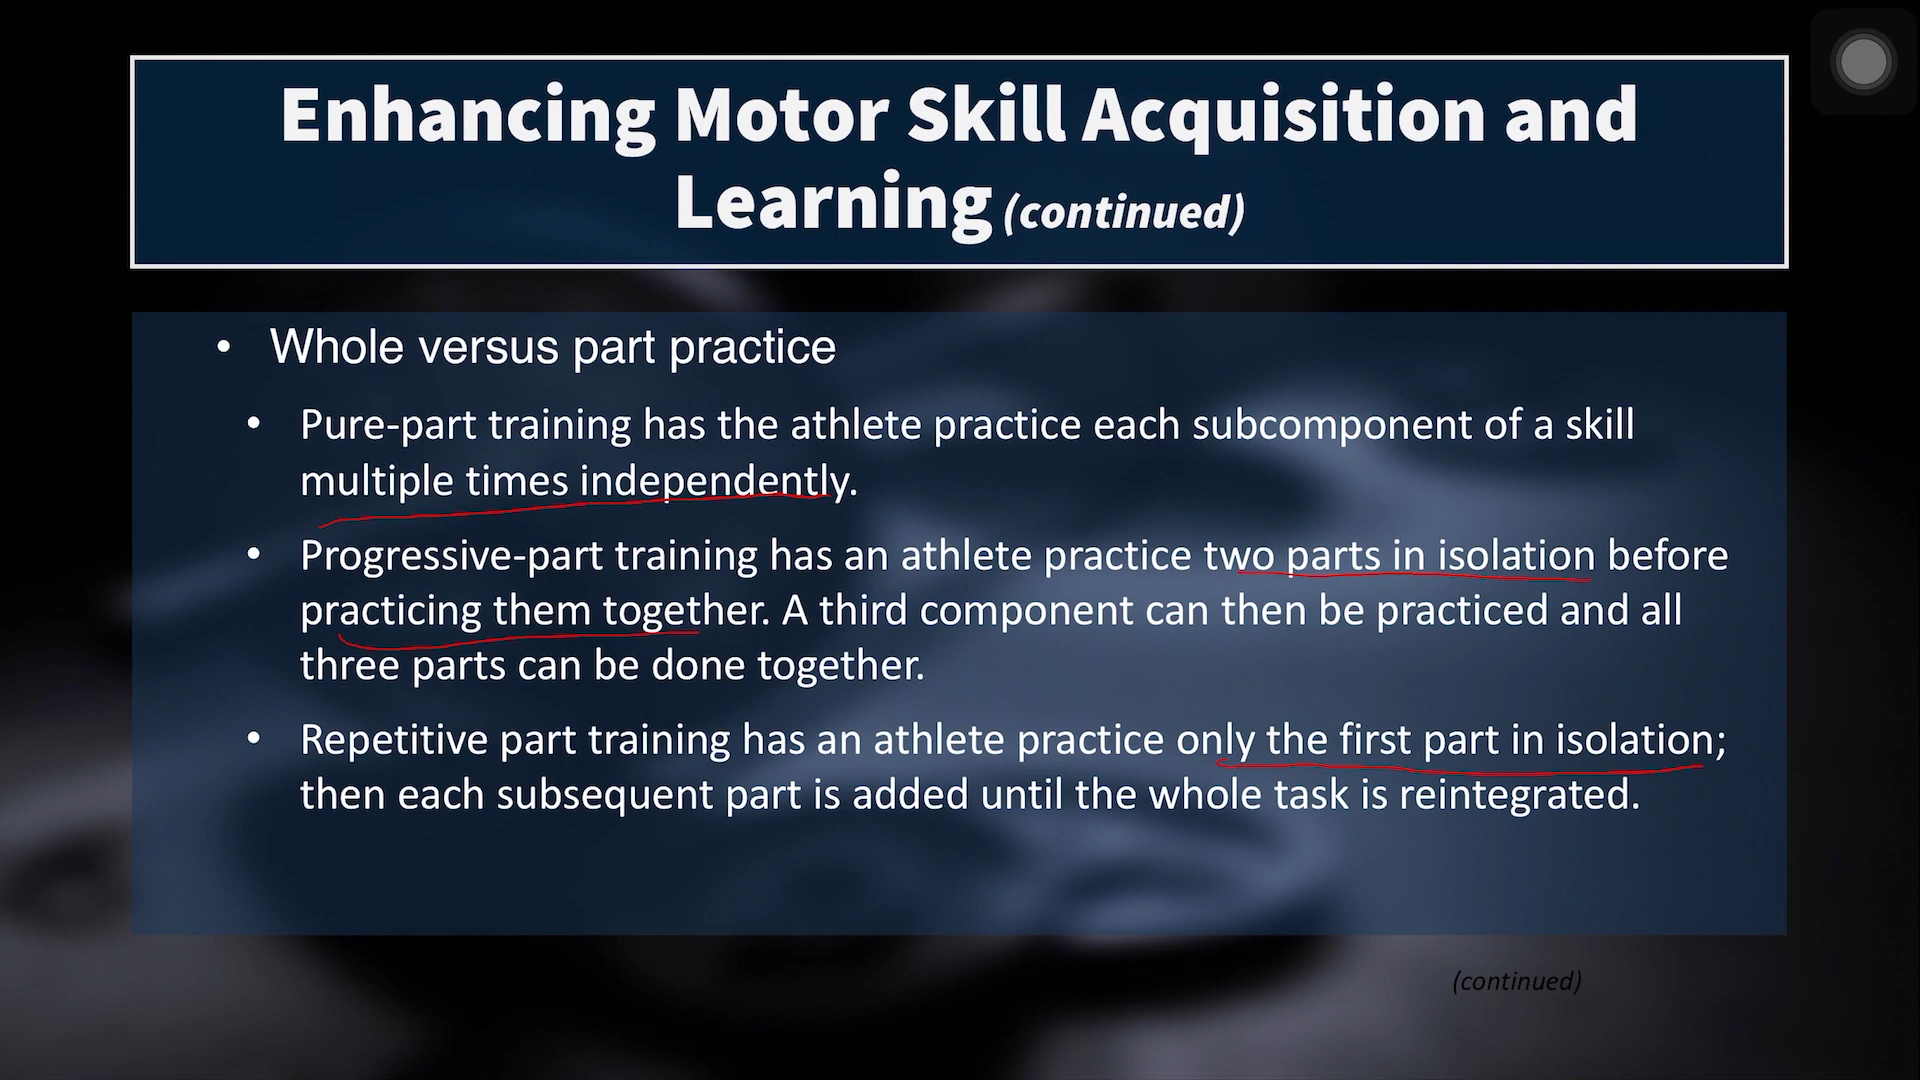 Enhancing Motor Skill Acquisition and
Learning (continued)
• Whole versus part practice
• Pure-part training has the athlete practice each subcomponent of a skill
multiple times independently.
• Progressive-part training has an athlete practice two parts in isolation before
practicing them together. A third component can then be practiced and all
three parts can be done together.
• Repetitive part training has an athlete practice only the first part in isolation;
then each subsequent part is added until the whole task is reintegrated.
(continued)